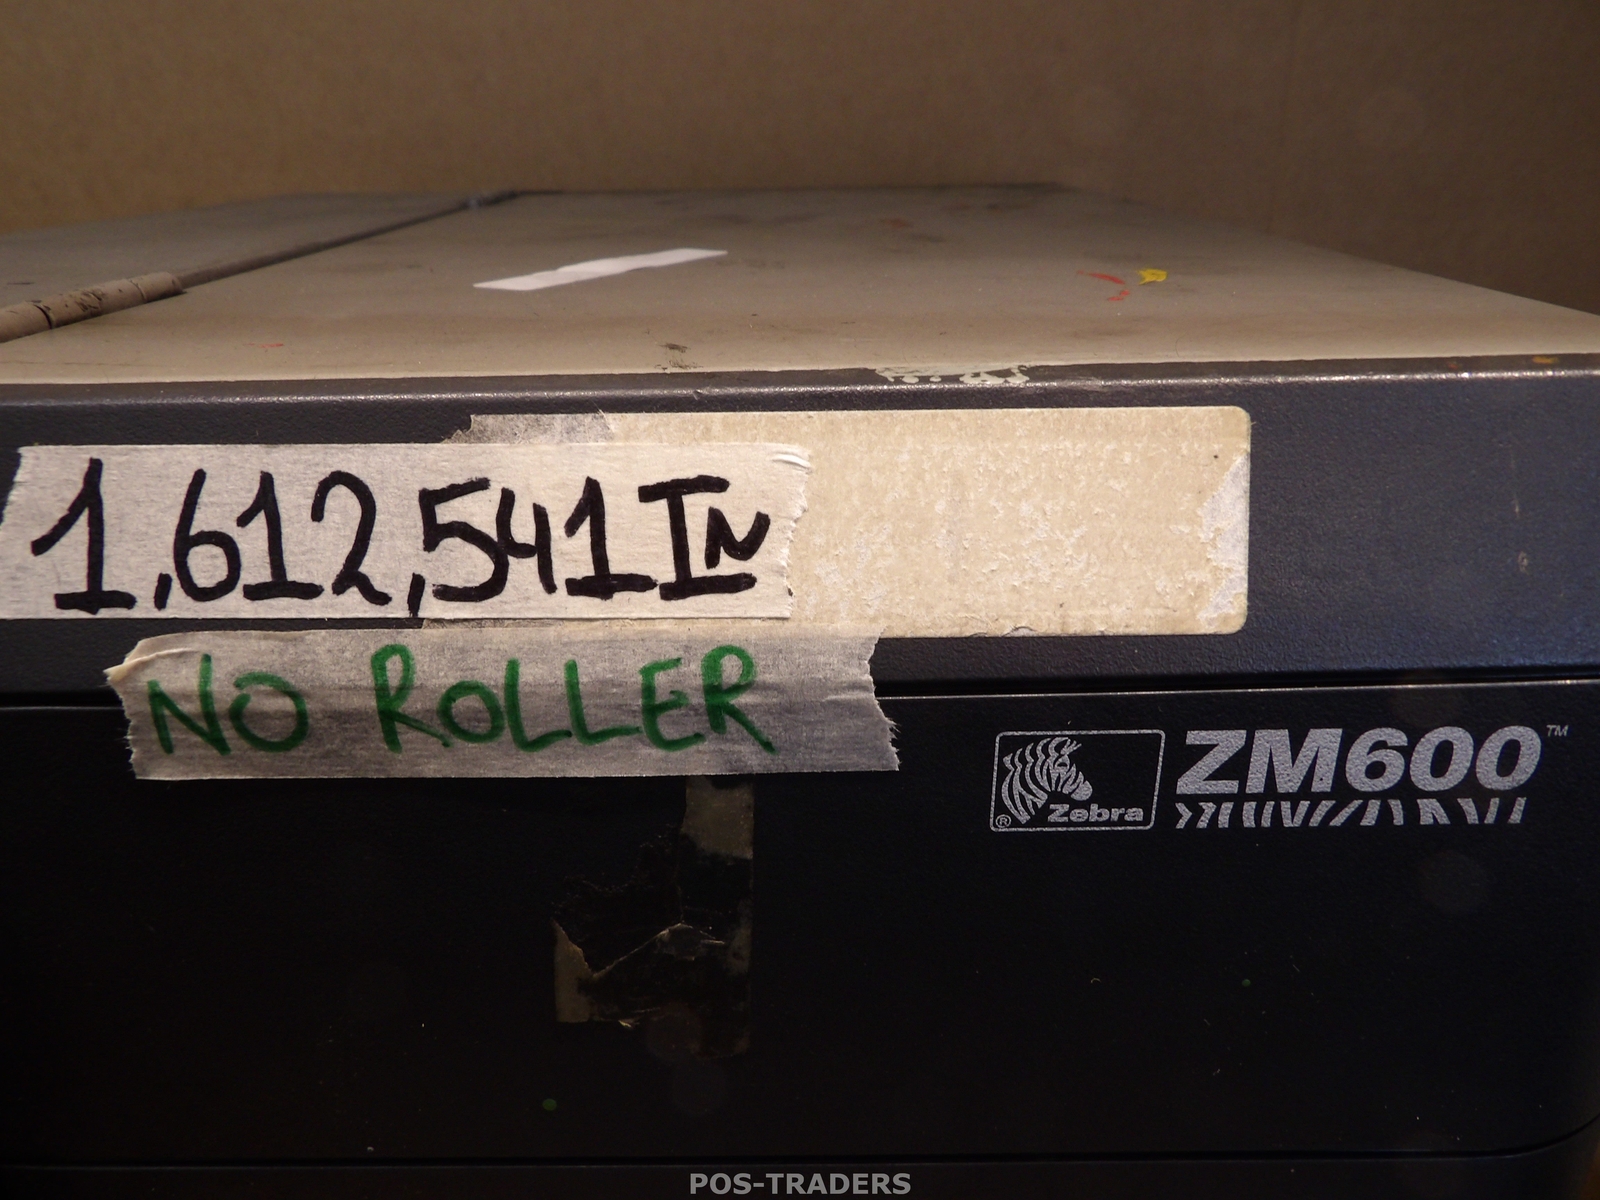 1,612,541 IN
NO ROLLER
ZM600™
Zebra
®
POS-TRADERS